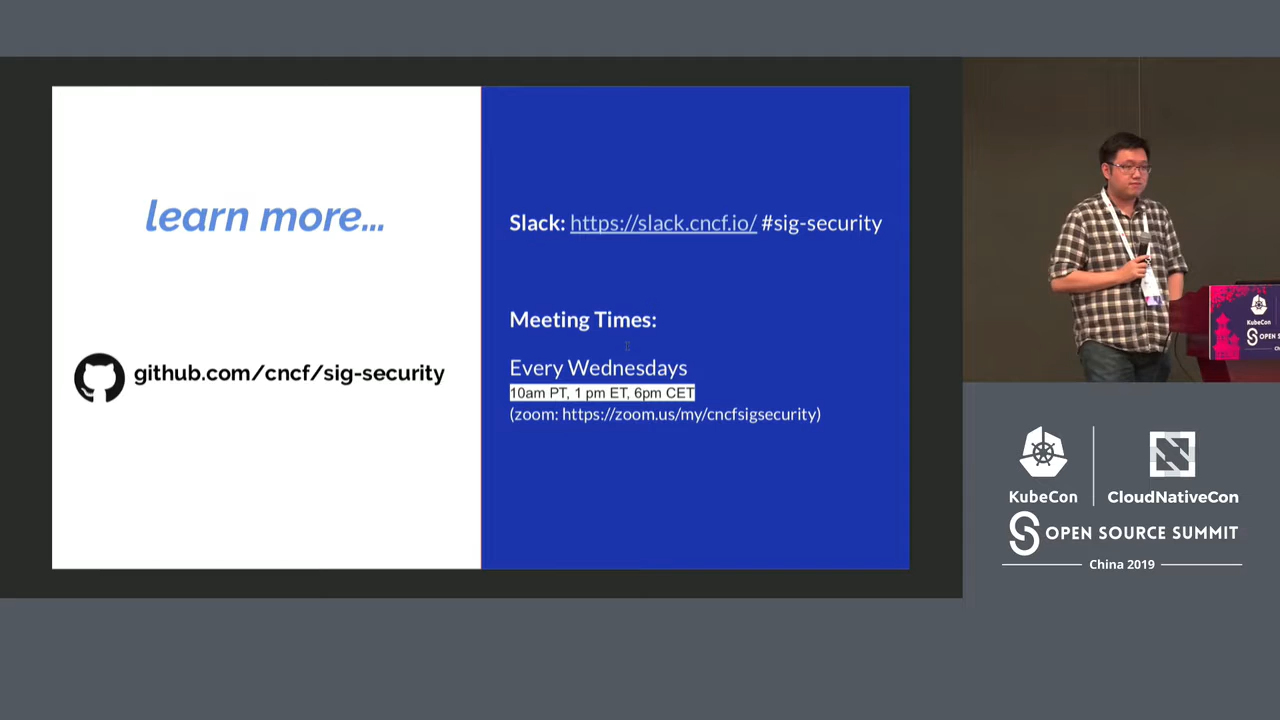 learn more...
github.com/cncf/sig-security
Slack: https://slack.cncf.io/ #sig-security
Meeting Times:
Every Wednesdays
10am PT, 1 pm ET, 6pm CET
(zoom: https://zoom.us/my/cncfsigsecurity)
KubeCon
KubeCon
CloudNativeCon
OPEN SOURCE SUMMIT
China 2019